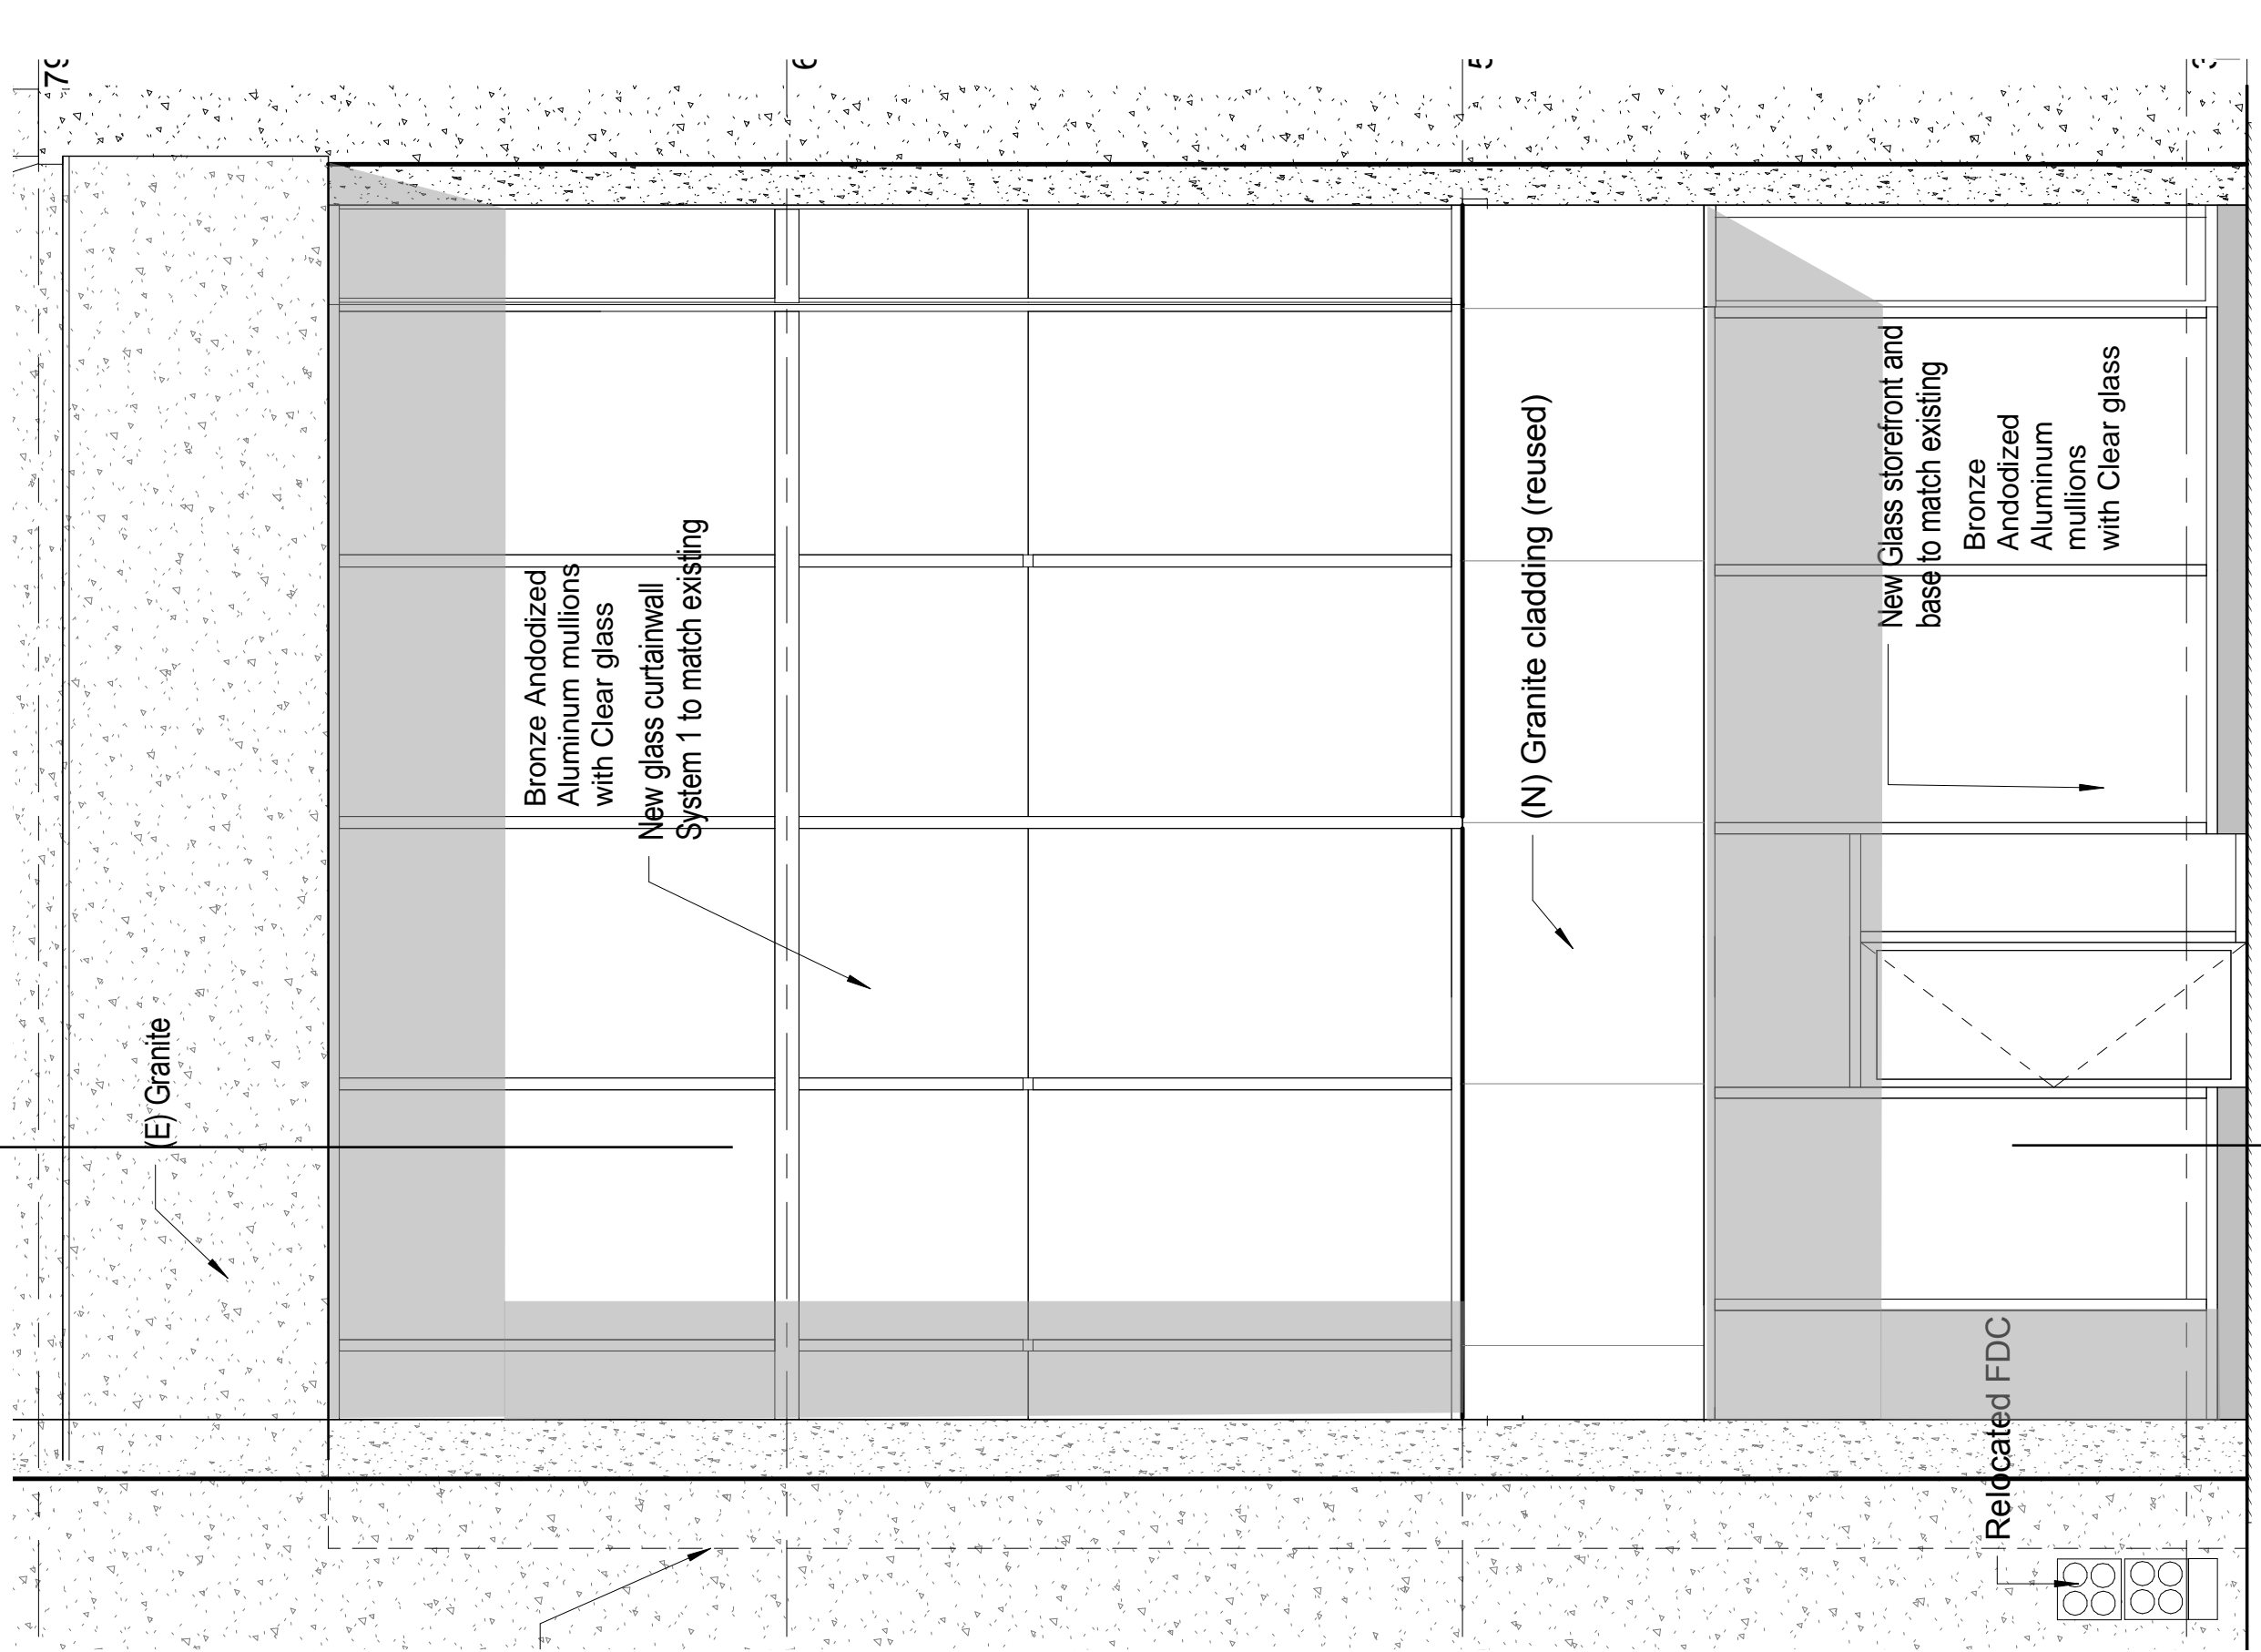 (E) Granite
Bronze Andodized
Aluminum mullions
with Clear glass
New glass curtainwall
System 1 to match existing
(N) Granite cladding (reused)
New Glass storefront and
base to match existing
Bronze
Andodized
Aluminum
mullions
with Clear glass
Relocated FDC